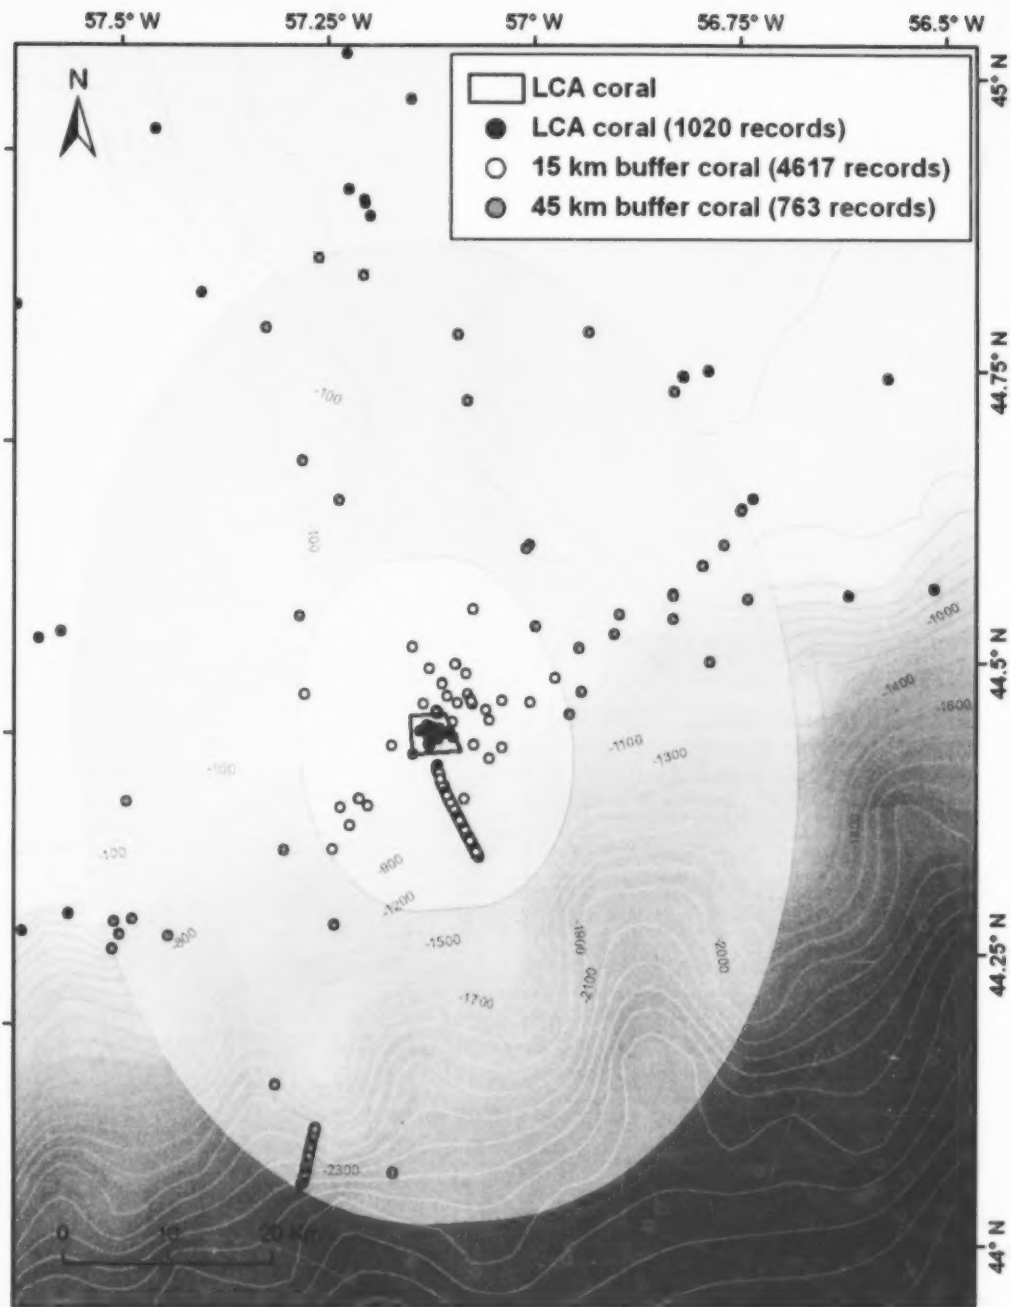 57.5° W 57.25° W 57° W 56.75° W 56.5° W
N
LCA coral
LCA coral (1020 records)
15 km buffer coral (4617 records)
45 km buffer coral (763 records)
45° N
44.75° N
-100
-100
-1000
44.5° N
-1400
-1600
-1100
-1300
-100
-1800
-100
-800
-1200
-800
-1500
-1900
-2000
44.25° N
-2100
-1700
-2300
0 10 20 Km
44° N